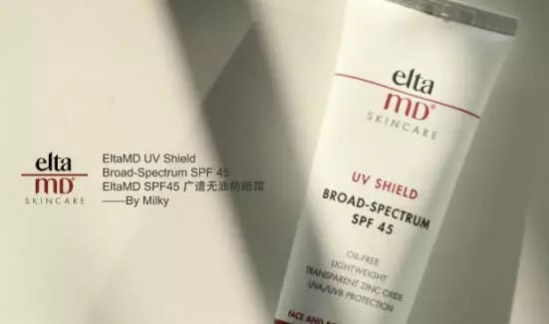 elta
MD
SKINCARE
EltaMD UV Shield
Broad-Spectrum SPF 45
EltaMD SPF45 广谱无油防晒霜
——By Milky
elta
MD®
SKINCARE
UV SHIELD
BROAD-SPECTRUM
SPF 45
OIL-FREE
LIGHTWEIGHT
TRANSPARENT ZINC OXIDE
UVA/UVB PROTECTION
FACE AND